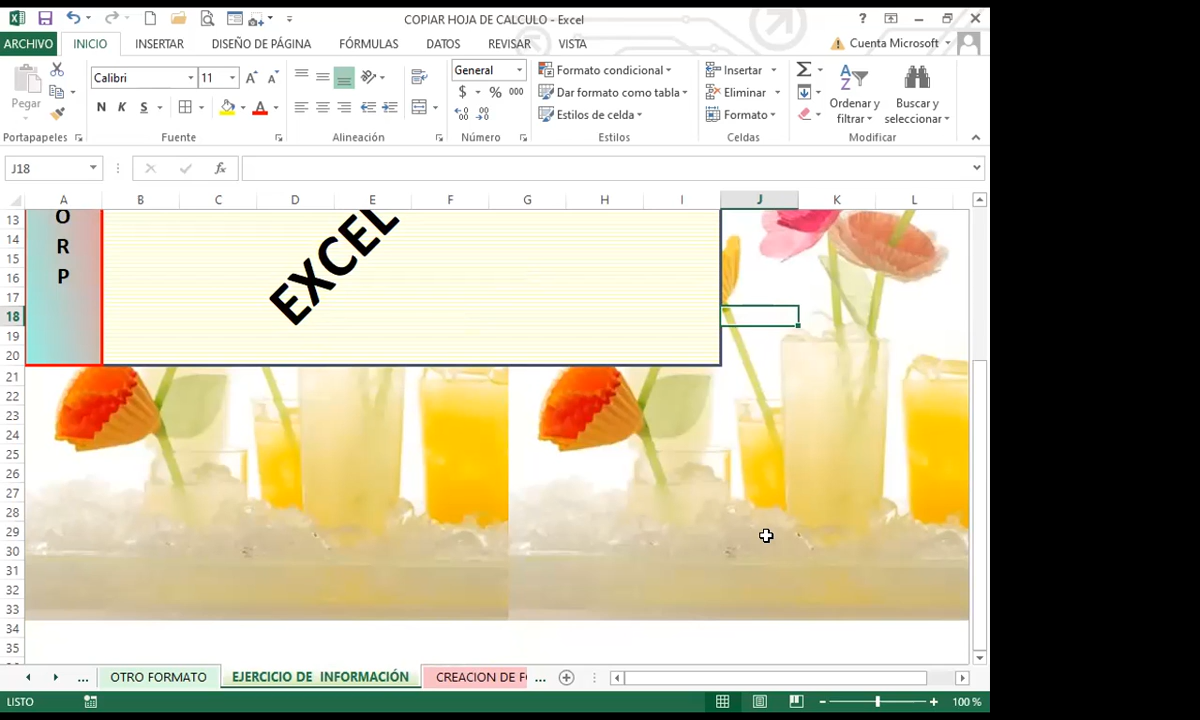 COPIAR HOJA DE CALCULO - Excel
ARCHIVO INICIO INSERTAR DISEÑO DE PÁGINA FÓRMULAS DATOS REVISAR VISTA Cuenta Microsoft
Pegar
Calibri 11
General
Formato condicional
Dar formato como tabla
Estilos de celda
Insertar
Eliminar
Formato
Ordenar y filtrar
Buscar y seleccionar
N K S A
$ % 000
Portapapeles Fuente Alineación Número Estilos Celdas Modificar
J18 fx
A B C D E F G H I J K L
13
14
15
16
17
18
19
20
21
22
23
24
25
26
27
28
29
30
31
32
33
34
35
O
R
P
EXCEL
... OTRO FORMATO EJERCICIO DE INFORMACIÓN CREACION DE F ...
LISTO 100 %